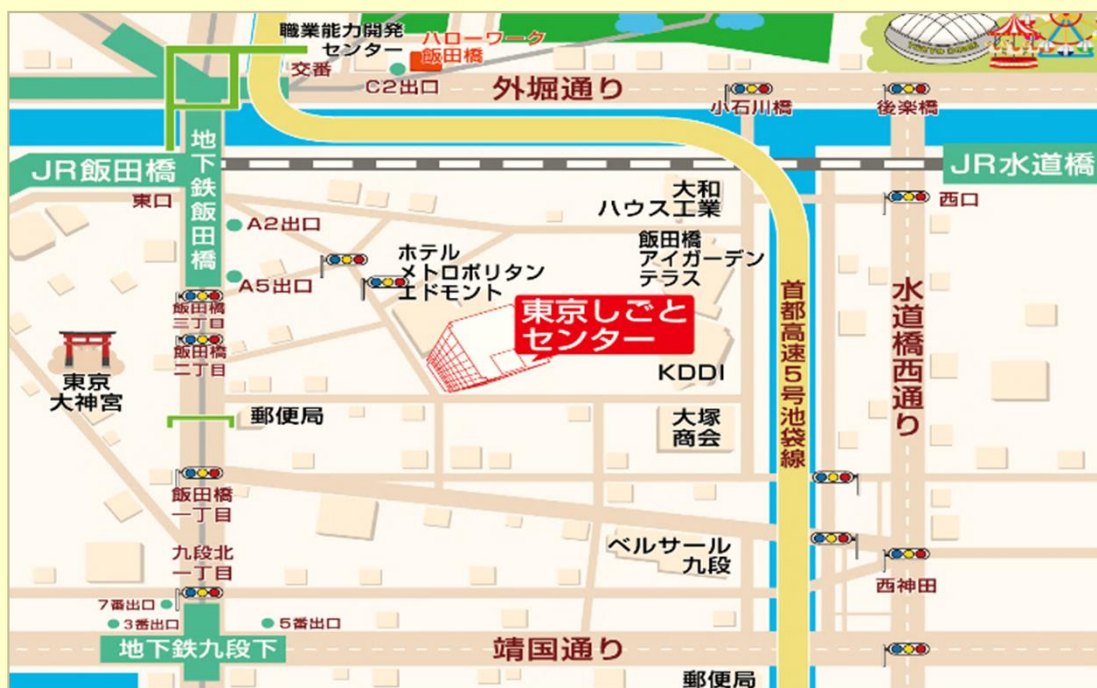 職業能力開発
センター
ハローワーク
飯田橋
交番
C2出口
外堀通り
小石川橋
後楽橋
TOKYO DOME
JR飯田橋
地下鉄飯田橋
JR水道橋
東口
西口
A2出口
A5出口
大和
ハウス工業
ホテル
メトロポリタン
エドモント
飯田橋
アイガーデン
テラス
飯田橋
三丁目
飯田橋
二丁目
東京しごと
センター
首都高速5号池袋線
水道橋西通り
東京
大神宮
KDDI
郵便局
大塚
商会
飯田橋
一丁目
九段北
一丁目
ベルサール
九段
西神田
7番出口
3番出口
5番出口
地下鉄九段下
靖国通り
郵便局